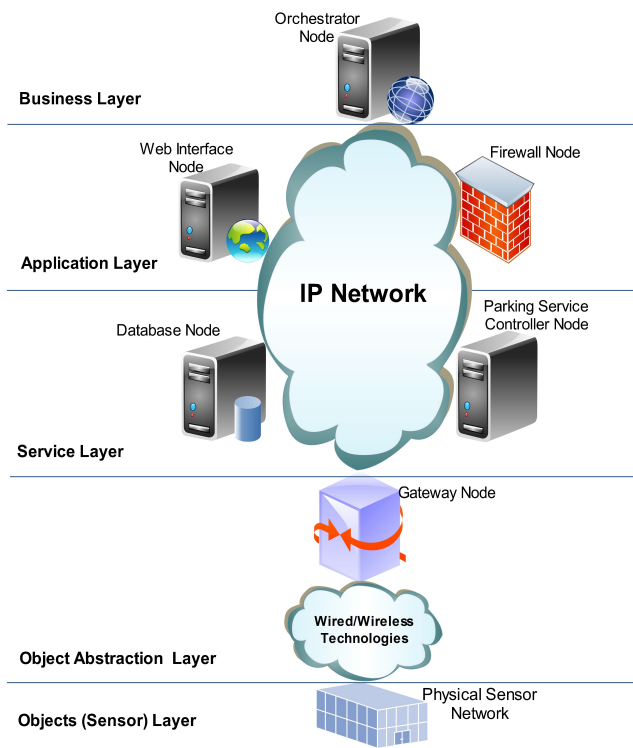 Orchestrator
Node
Business Layer
Web Interface
Node
Firewall Node
Application Layer
IP Network
Parking Service
Controller Node
Database Node
Service Layer
Gateway Node
Wired/Wireless
Technologies
Object Abstraction  Layer
Physical Sensor
Network
Objects (Sensor) Layer